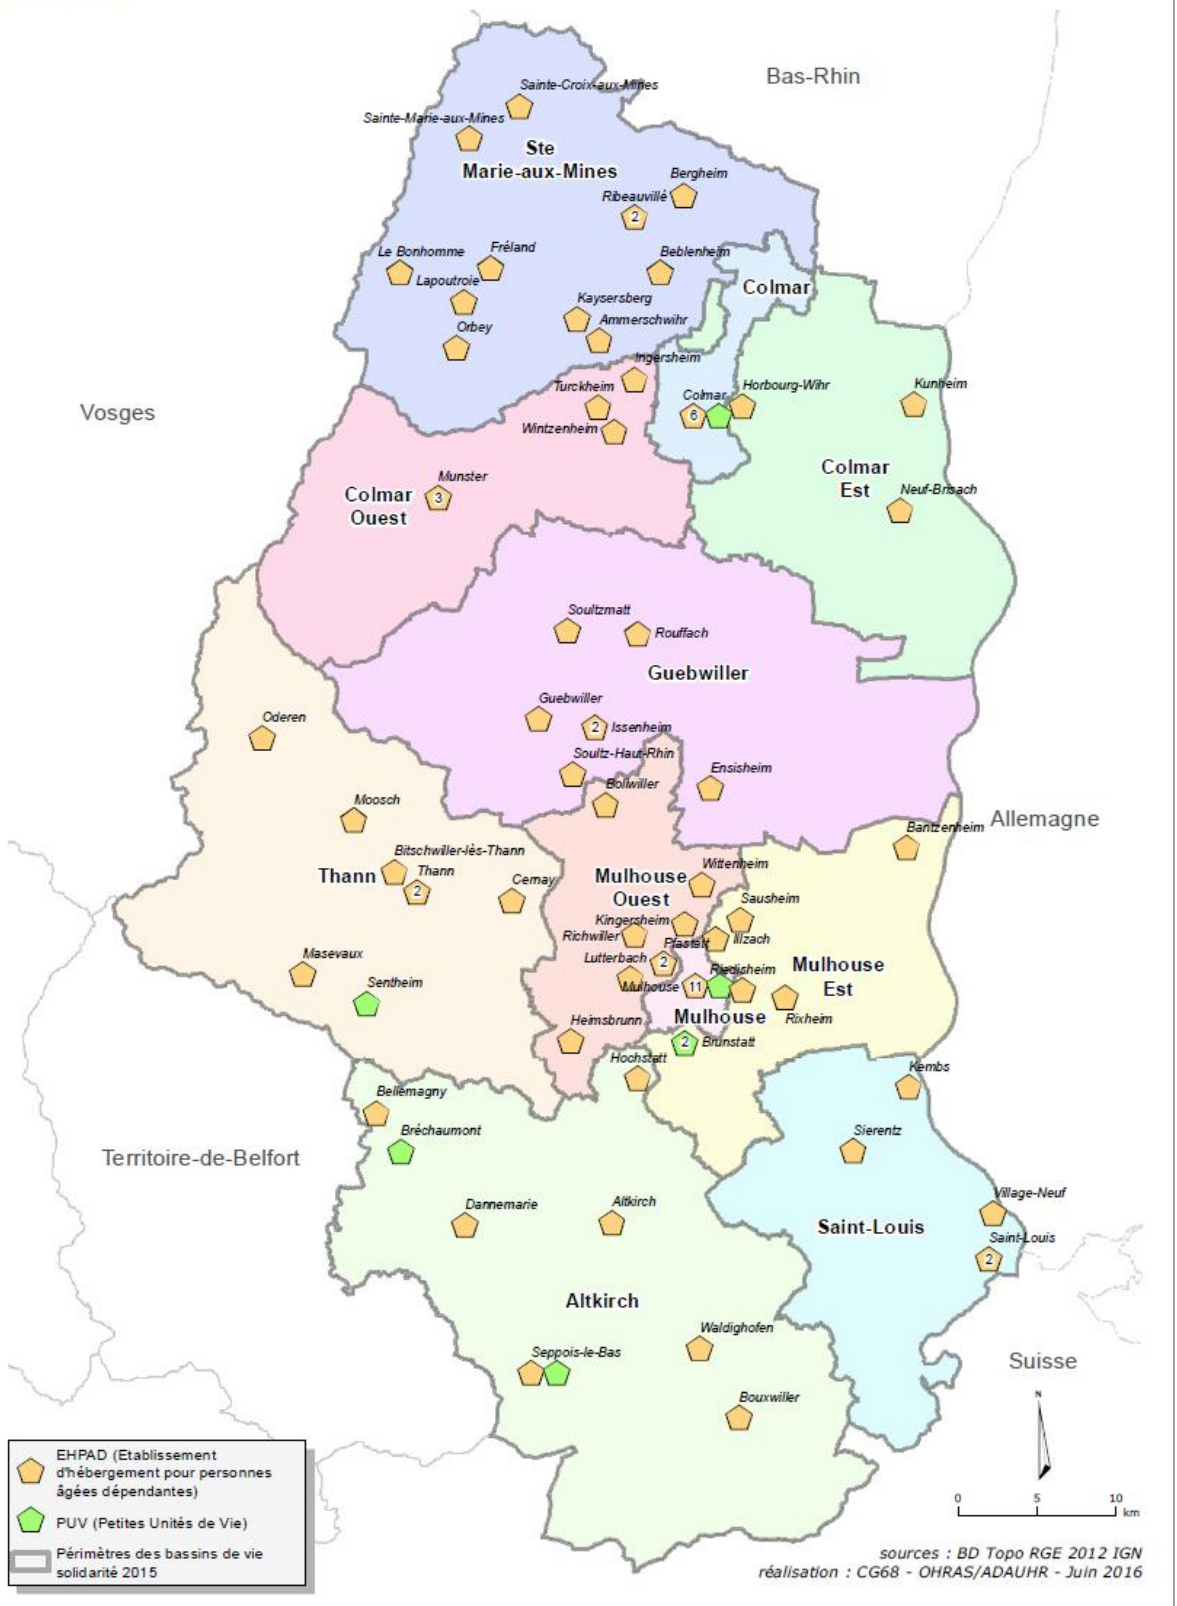 Bas-Rhin
Sainte-Croix-aux-Mines
Sainte-Marie-aux-Mines
Ste
Marie-aux-Mines
Bergheim
Ribeauvillé
2
Le Bonhomme
Fréland
Beblenheim
Lapoutroie
Colmar
Kaysersberg
Ammerschwihr
Orbey
Ingersheim
Turckheim
Colmar
6
Horbourg-Wihr
Kunheim
Vosges
Wintzenheim
Colmar
Est
Munster
3
Colmar
Ouest
Neuf-Brisach
Soultzmatt
Rouffach
Guebwiller
Guebwiller
2
Issenheim
Oderen
Soultz-Haut-Rhin
Ensisheim
Bollwiller
Moosch
Allemagne
Bantzenheim
Bitschwiller-lès-Thann
Thann
Thann
2
Cernay
Wittenheim
Mulhouse
Ouest
Sausheim
Kingersheim
Richwiller
Pfastatt
Illzach
Lutterbach
2
Masevaux
Riedisheim
Mulhouse
Est
Sentheim
Mulhouse
11
Mulhouse
Rixheim
Heimsbrunn
2
Brunstatt
Hochstatt
Kembs
Bellemagny
Bréchaumont
Sierentz
Territoire-de-Belfort
Village-Neuf
Dannemarie
Altkirch
Saint-Louis
Saint-Louis
2
Altkirch
Waldighofen
Seppois-le-Bas
Suisse
Bouxwiller
N
EHPAD (Etablissement
d'hébergement pour personnes
âgées dépendantes)
PUV (Petites Unités de Vie)
Périmètres des bassins de vie
solidarité 2015
0 5 10
km
sources : BD Topo RGE 2012 IGN
réalisation : CG68 - OHRAS/ADAUHR - Juin 2016